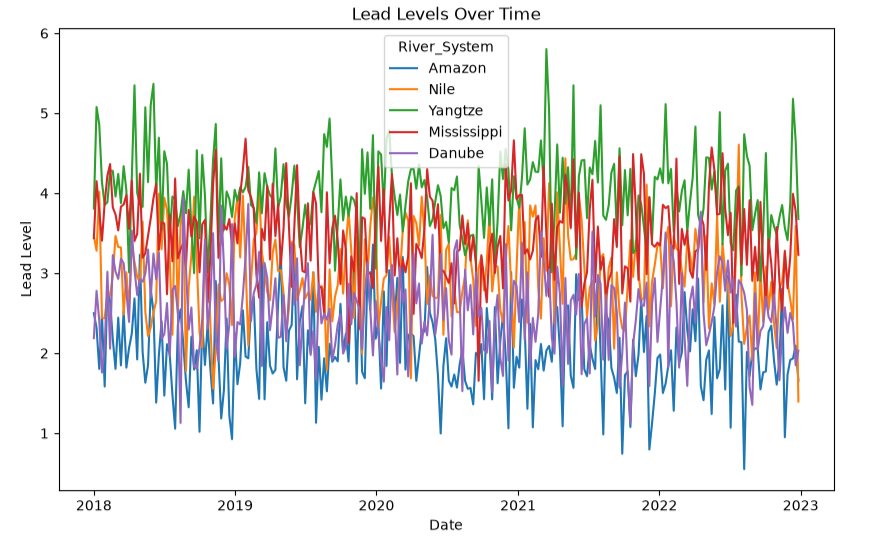 Lead Levels Over Time
River_System
Amazon
Nile
Yangtze
Mississippi
Danube
Lead Level
6
5
4
3
2
1
2018 2019 2020 2021 2022 2023
Date